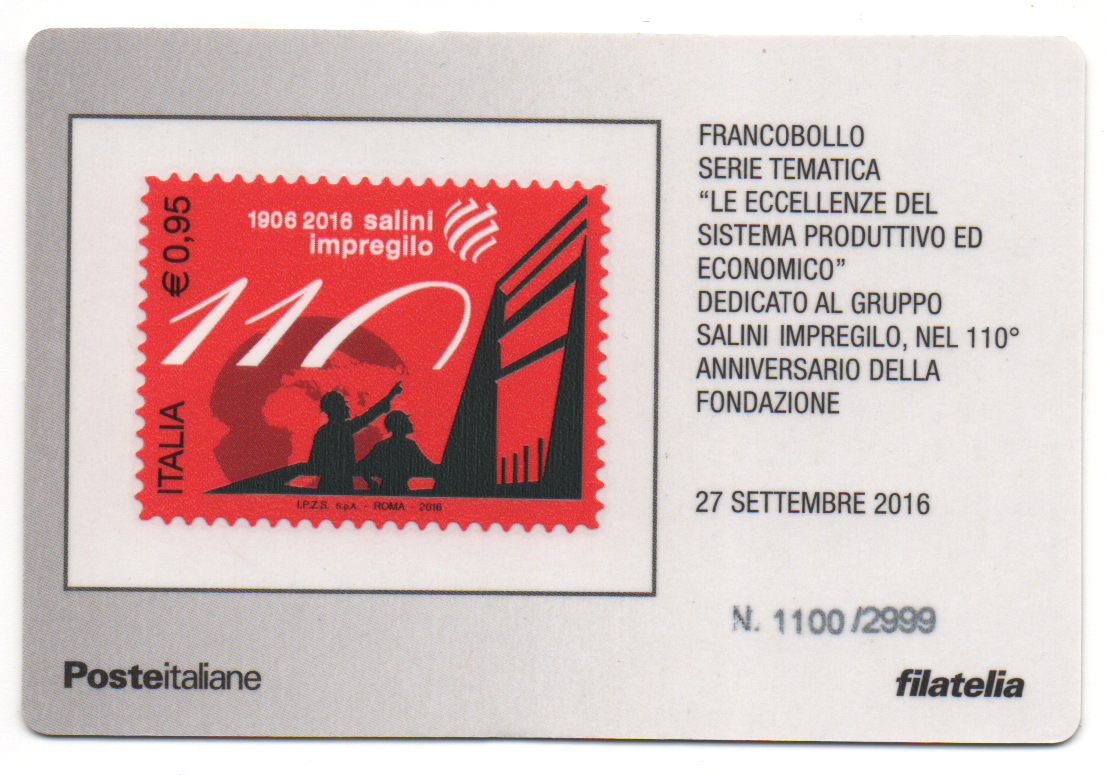 € 0,95
1906 2016 salini
impregilo
110
ITALIA
I.P.Z.S. S.p.A. - ROMA - 2016
FRANCOBOLLO
SERIE TEMATICA
“LE ECCELLENZE DEL
SISTEMA PRODUTTIVO ED
ECONOMICO”
DEDICATO AL GRUPPO
SALINI IMPREGILO, NEL 110°
ANNIVERSARIO DELLA
FONDAZIONE
27 SETTEMBRE 2016
N. 1100/2999
Posteitaliane
filatelia